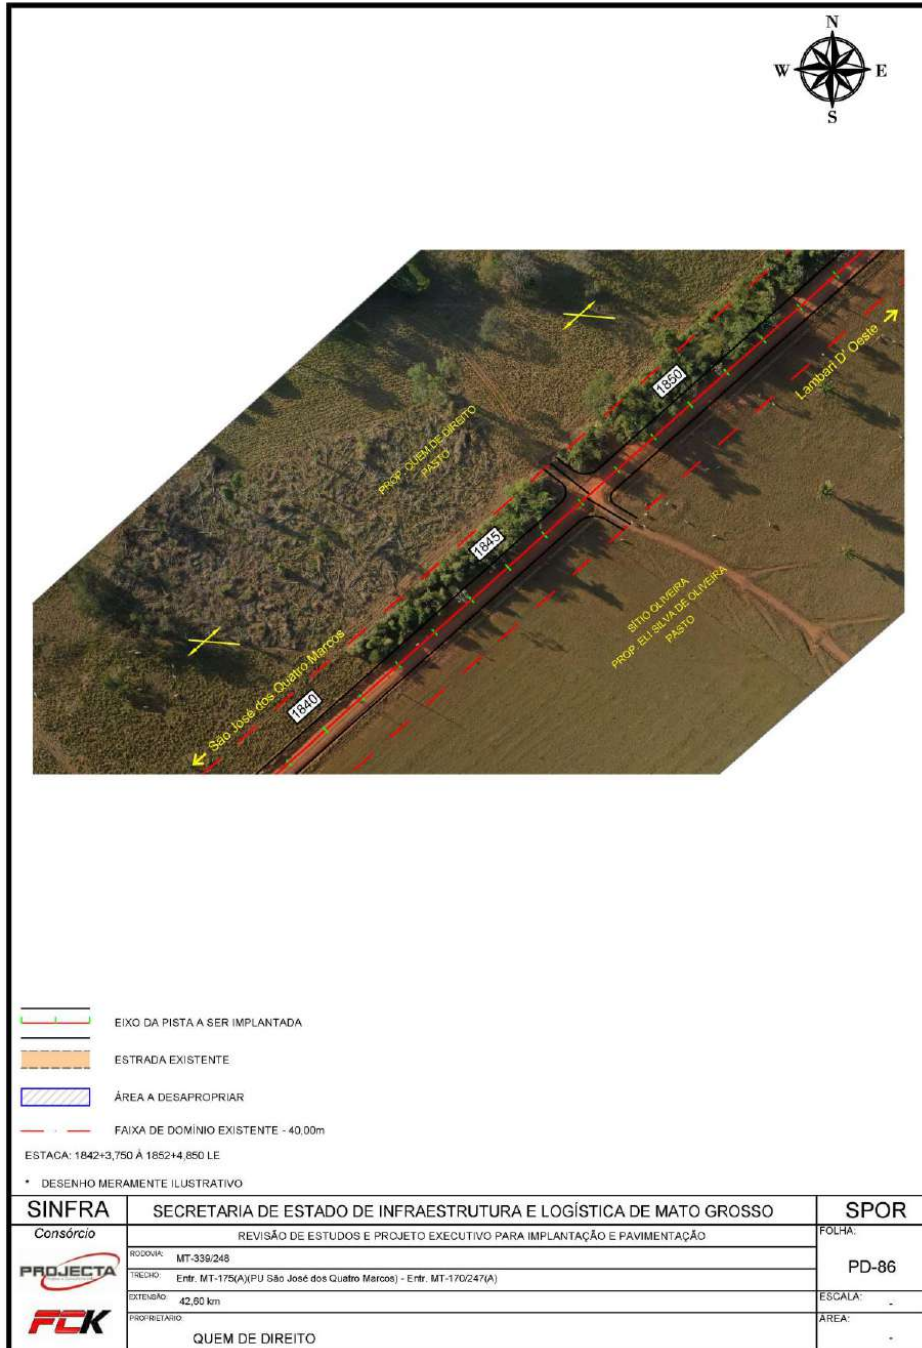 N
W E
S
Lambari D' Oeste
1850
PROP. QUEM DE DIREITO
PASTO
1845
SÍTIO OLIVEIRA
PROP. ELI SILVA DE OLIVEIRA
PASTO
São José dos Quatro Marcos
1840
EIXO DA PISTA A SER IMPLANTADA
ESTRADA EXISTENTE
ÁREA A DESAPROPRIAR
FAIXA DE DOMÍNIO EXISTENTE - 40,00m
ESTACA: 1842+3,750 À 1852+4,850 LE
* DESENHO MERAMENTE ILUSTRATIVO
SINFRA
SECRETARIA DE ESTADO DE INFRAESTRUTURA E LOGÍSTICA DE MATO GROSSO
SPOR
Consórcio
REVISÃO DE ESTUDOS E PROJETO EXECUTIVO PARA IMPLANTAÇÃO E PAVIMENTAÇÃO
FOLHA:
PD-86
PROJECTA
RODOVIA: MT-339/248
TRECHO: Entr. MT-175(A)(PU São José dos Quatro Marcos) - Entr. MT-170/247(A)
EXTENSÃO: 42,60 km
ESCALA: -
FCK
PROPRIETÁRIO:
QUEM DE DIREITO
ÁREA:
-